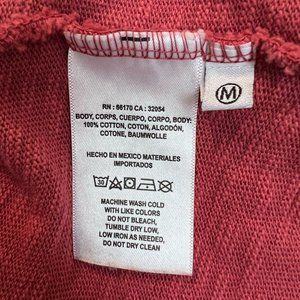 RN : 66170 CA : 32054
BODY, CORPS, CUERPO, CORPO, BODY:
100% COTTON, COTON, ALGODÓN,
COTONE, BAUMWOLLE
HECHO EN MEXICO MATERIALES
IMPORTADOS
30
MACHINE WASH COLD
WITH LIKE COLORS
DO NOT BLEACH,
TUMBLE DRY LOW,
LOW IRON AS NEEDED,
DO NOT DRY CLEAN
M